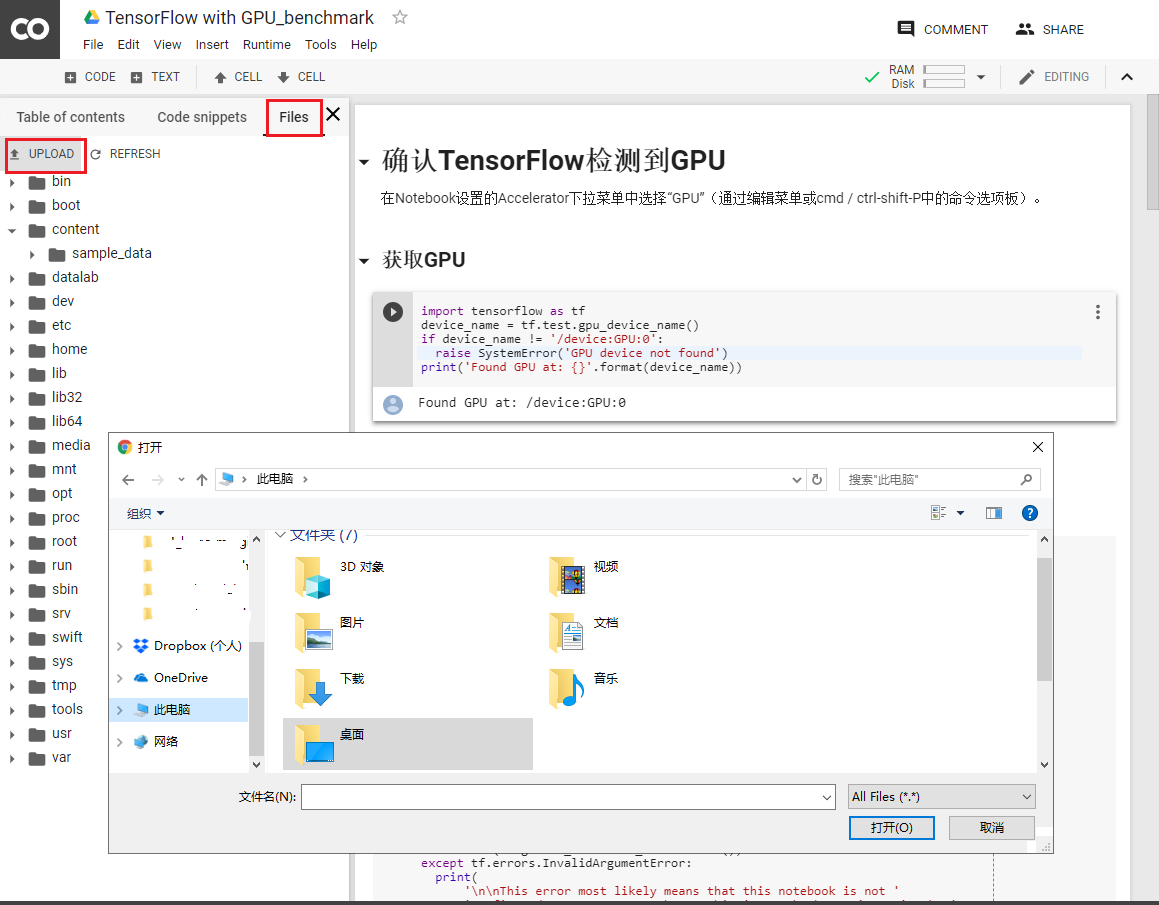 CO
TensorFlow with GPU_benchmark
File Edit View Insert Runtime Tools Help
COMMENT
SHARE
CODE TEXT CELL CELL
RAM
Disk
EDITING
Table of contents Code snippets Files
UPLOAD REFRESH
bin
boot
content
sample_data
datalab
dev
etc
home
lib
lib32
lib64
media
mnt
opt
proc
root
run
sbin
srv
swift
sys
tmp
tools
usr
var
确认TensorFlow检测到GPU
在Notebook设置的Accelerator下拉菜单中选择“GPU”（通过编辑菜单或cmd / ctrl-shift-P中的命令选项板）。
获取GPU
import tensorflow as tf
device_name = tf.test.gpu_device_name()
if device_name != '/device:GPU:0':
raise SystemError('GPU device not found')
print('Found GPU at: {}'.format(device_name))
Found GPU at: /device:GPU:0
打开
此电脑
搜索"此电脑"
组织
Dropbox (个人)
OneDrive
此电脑
网络
文件夹 (7)
3D 对象
视频
图片
文档
下载
音乐
桌面
文件名(N):
All Files (*.*)
打开(O)
取消
except tf.errors.InvalidArgumentError:
print(
'\n\nThis error most likely means that this notebook is not '